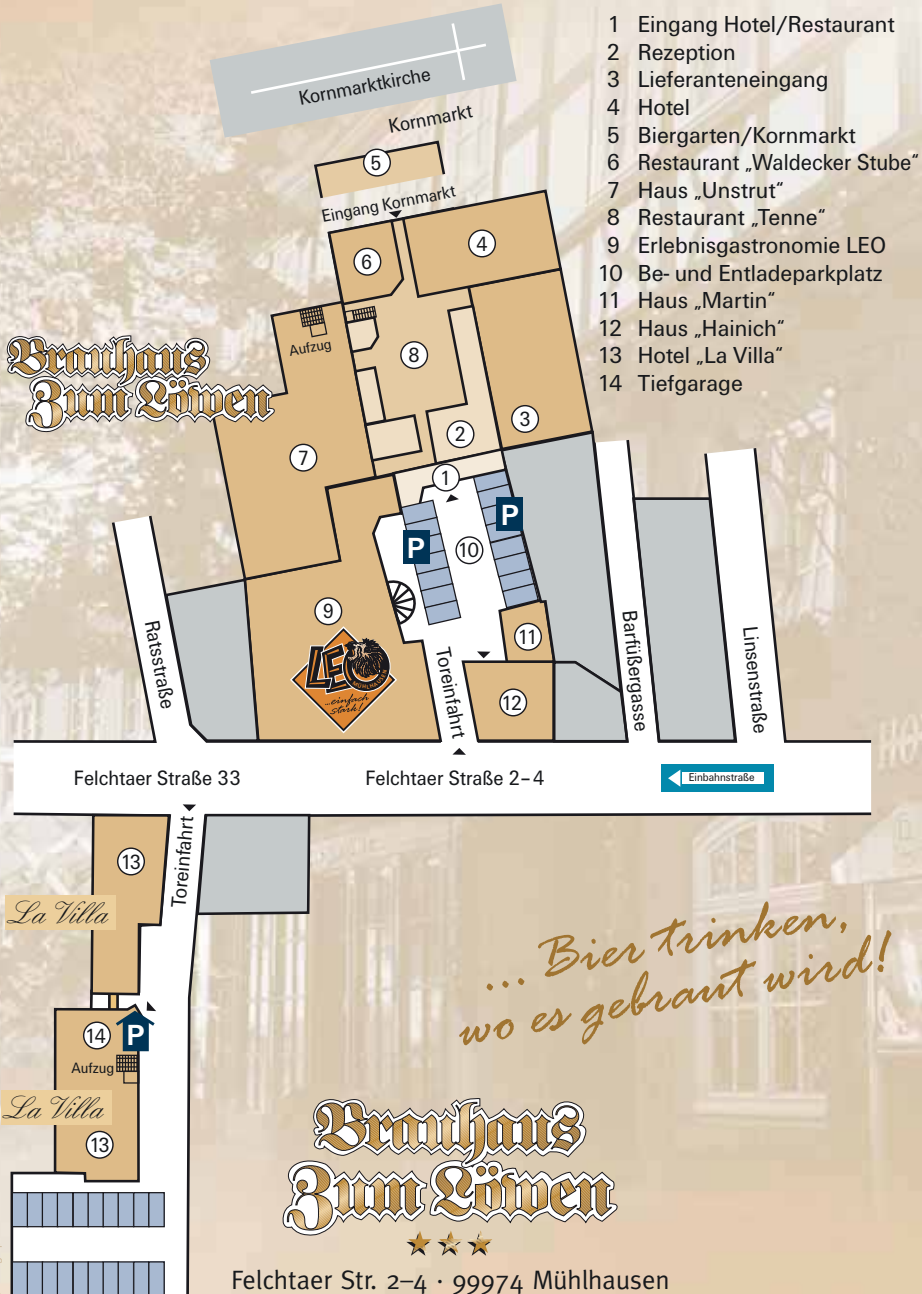 Kornmarktkirche
Kornmarkt
5
Eingang Kornmarkt
6
4
Aufzug
8
3
2
7
1
P
P
10
9
11
12
LEO
MÜHLHAUSEN
...einfach
stark!
Brauhaus
Zum Löwen
1 Eingang Hotel/Restaurant
2 Rezeption
3 Lieferanteneingang
4 Hotel
5 Biergarten/Kornmarkt
6 Restaurant „Waldecker Stube“
7 Haus „Unstrut“
8 Restaurant „Tenne“
9 Erlebnisgastronomie LEO
10 Be- und Entladeparkplatz
11 Haus „Martin“
12 Haus „Hainich“
13 Hotel „La Villa“
14 Tiefgarage
Ratsstraße
Toreinfahrt
Barfüßergasse
Linsenstraße
Felchtaer Straße 33
Felchtaer Straße 2–4
Einbahnstraße
Toreinfahrt
13
La Villa
14
P
Aufzug
La Villa
13
... Bier trinken,
wo es gebraut wird!
Brauhaus
Zum Löwen
Felchtaer Str. 2–4 · 99974 Mühlhausen